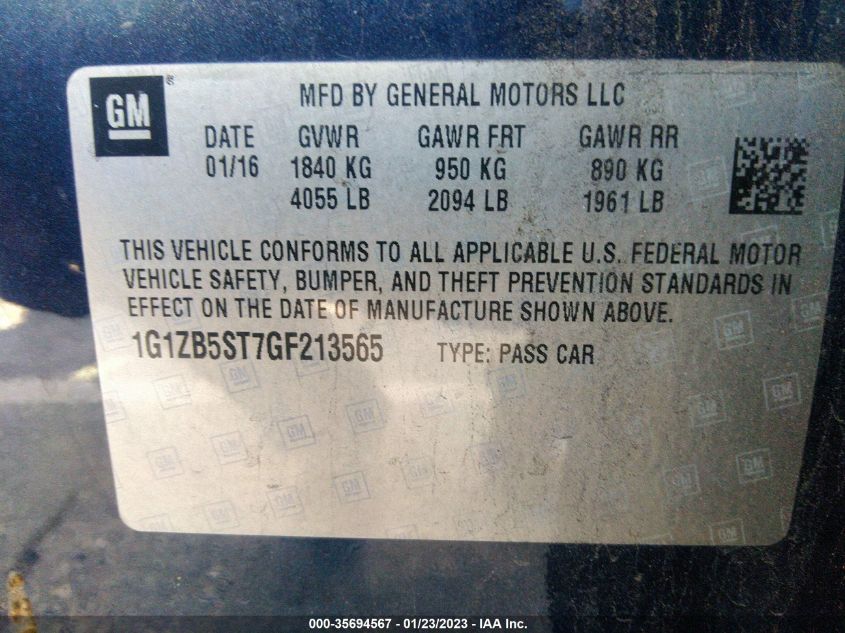 GM ® MFD BY GENERAL MOTORS LLC
DATE GVWR GAWR FRT GAWR RR
01/16 1840 KG 950 KG 890 KG
4055 LB 2094 LB 1961 LB
THIS VEHICLE CONFORMS TO ALL APPLICABLE U.S. FEDERAL MOTOR
VEHICLE SAFETY, BUMPER, AND THEFT PREVENTION STANDARDS IN
EFFECT ON THE DATE OF MANUFACTURE SHOWN ABOVE.
1G1ZB5ST7GF213565 TYPE: PASS CAR
000-35694567 - 01/23/2023 - IAA Inc.